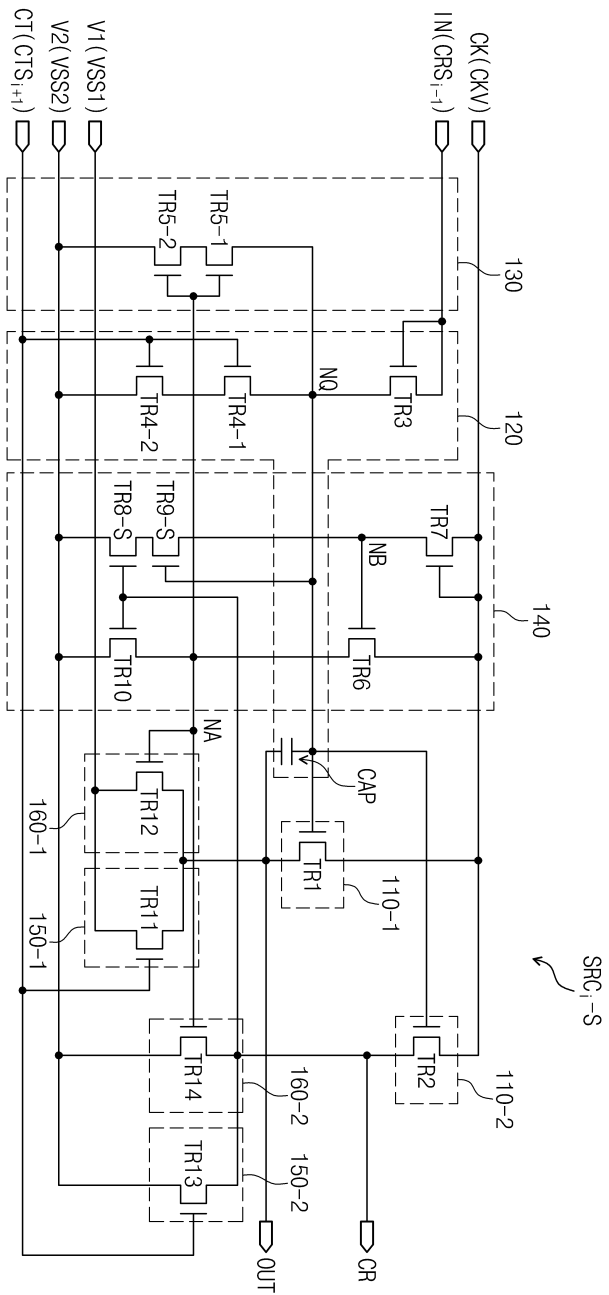 SRCᵢ-S
CK(CKV)
IN(CRSᵢ₋₁)
V1(VSS1)
V2(VSS2)
CT(CTSᵢ₊₁)
130
120
140
110-1
110-2
TR3
TR7
TR6
TR1
TR2
CAP
NQ
NB
NA
CR
OUT
TR5-1
TR5-2
TR4-1
TR4-2
TR9-S
TR8-S
TR10
TR12
TR11
TR14
TR13
160-1
150-1
160-2
150-2